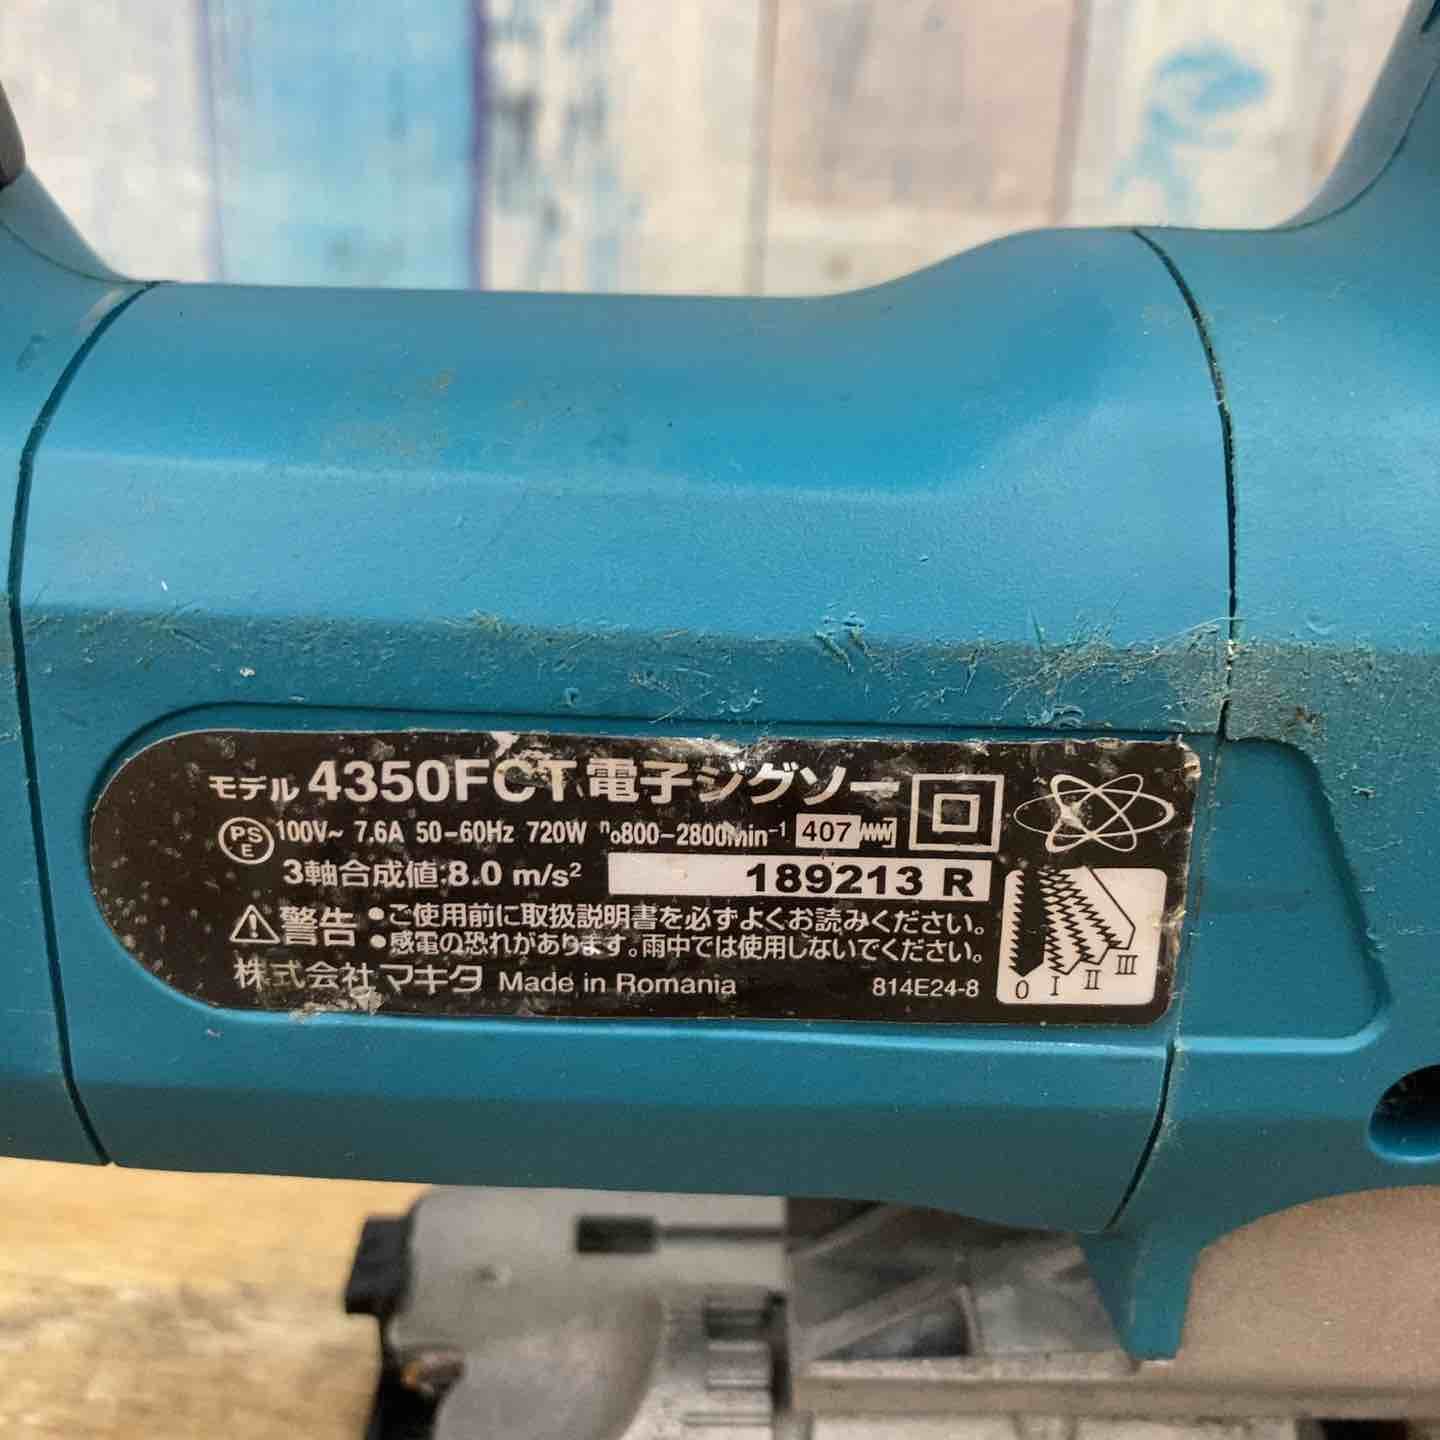 モデル 4350FCT 電子ジグソー
PSE 100V~ 7.6A 50-60Hz 720W n₀800-2800min⁻¹ 407
3軸合成値:8.0 m/s²
189213 R
⚠警告 •ご使用前に取扱説明書を必ずよくお読みください。
•感電の恐れがあります。雨中では使用しないでください。
株式会社 マキタ Made in Romania 814E24-8
0 I II III